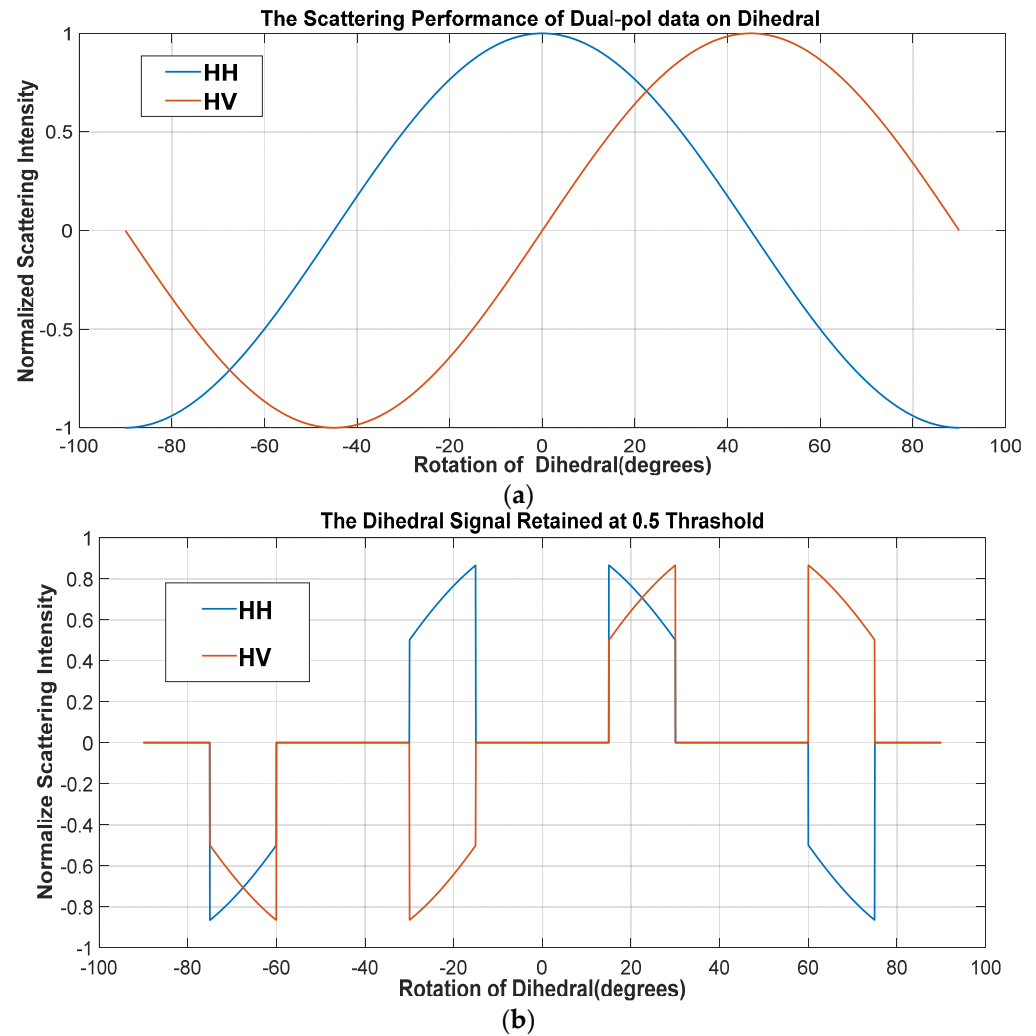 The Scattering Performance of Dual-pol data on Dihedral
Normalized Scattering Intensity
1
0.5
0
-0.5
-1
HH
HV
-100 -80 -60 -40 -20 0 20 40 60 80 100
Rotation of Dihedral(degrees)
(a)
The Dihedral Signal Retained at 0.5 Threshold
Normalize Scattering Intensity
1
0.8
0.6
0.4
0.2
0
-0.2
-0.4
-0.6
-0.8
-1
HH
HV
-100 -80 -60 -40 -20 0 20 40 60 80 100
Rotation of Dihedral(degrees)
(b)